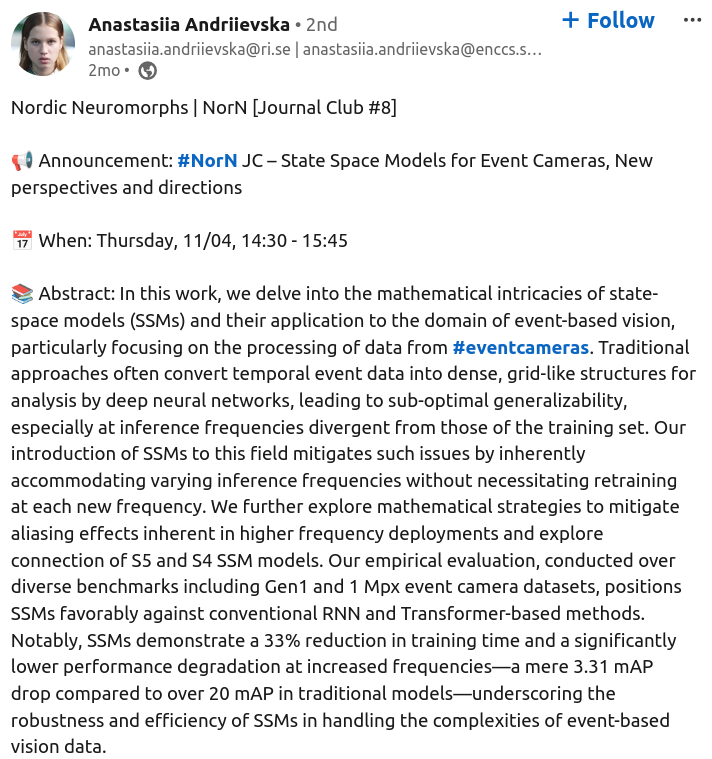 Anastasiia Andriievska • 2nd
+ Follow
...
anastasiia.andriievska@ri.se | anastasiia.andriievska@enccs.s...
2mo •
Nordic Neuromorphs | NorN [Journal Club #8]
📢 Announcement: #NorN JC – State Space Models for Event Cameras, New
perspectives and directions
📅 When: Thursday, 11/04, 14:30 - 15:45
📚 Abstract: In this work, we delve into the mathematical intricacies of state-
space models (SSMs) and their application to the domain of event-based vision,
particularly focusing on the processing of data from #eventcameras. Traditional
approaches often convert temporal event data into dense, grid-like structures for
analysis by deep neural networks, leading to sub-optimal generalizability,
especially at inference frequencies divergent from those of the training set. Our
introduction of SSMs to this field mitigates such issues by inherently
accommodating varying inference frequencies without necessitating retraining
at each new frequency. We further explore mathematical strategies to mitigate
aliasing effects inherent in higher frequency deployments and explore
connection of S5 and S4 SSM models. Our empirical evaluation, conducted over
diverse benchmarks including Gen1 and 1 Mpx event camera datasets, positions
SSMs favorably against conventional RNN and Transformer-based methods.
Notably, SSMs demonstrate a 33% reduction in training time and a significantly
lower performance degradation at increased frequencies—a mere 3.31 mAP
drop compared to over 20 mAP in traditional models—underscoring the
robustness and efficiency of SSMs in handling the complexities of event-based
vision data.